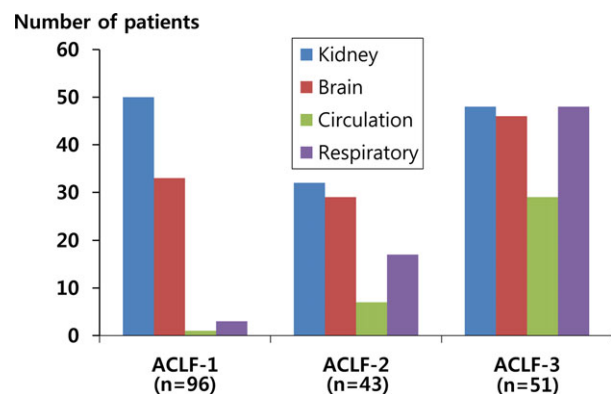 Number of patients
60
50
40
30
20
10
0
Kidney
Brain
Circulation
Respiratory
ACLF-1 ACLF-2 ACLF-3
(n=96) (n=43) (n=51)